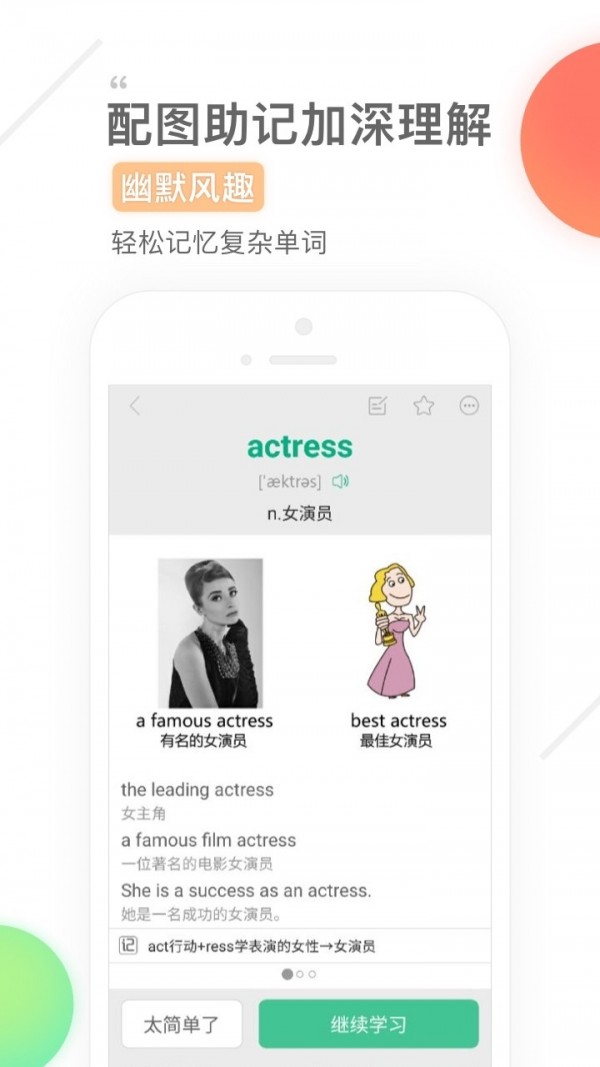 “
配图助记加深理解
幽默风趣
轻松记忆复杂单词
actress
['æktrəs]
n.女演员
a famous actress
有名的女演员
best actress
最佳女演员
the leading actress
女主角
a famous film actress
一位著名的电影女演员
She is a success as an actress.
她是一名成功的女演员。
记 act行动+ress学表演的女性→女演员
太简单了
继续学习